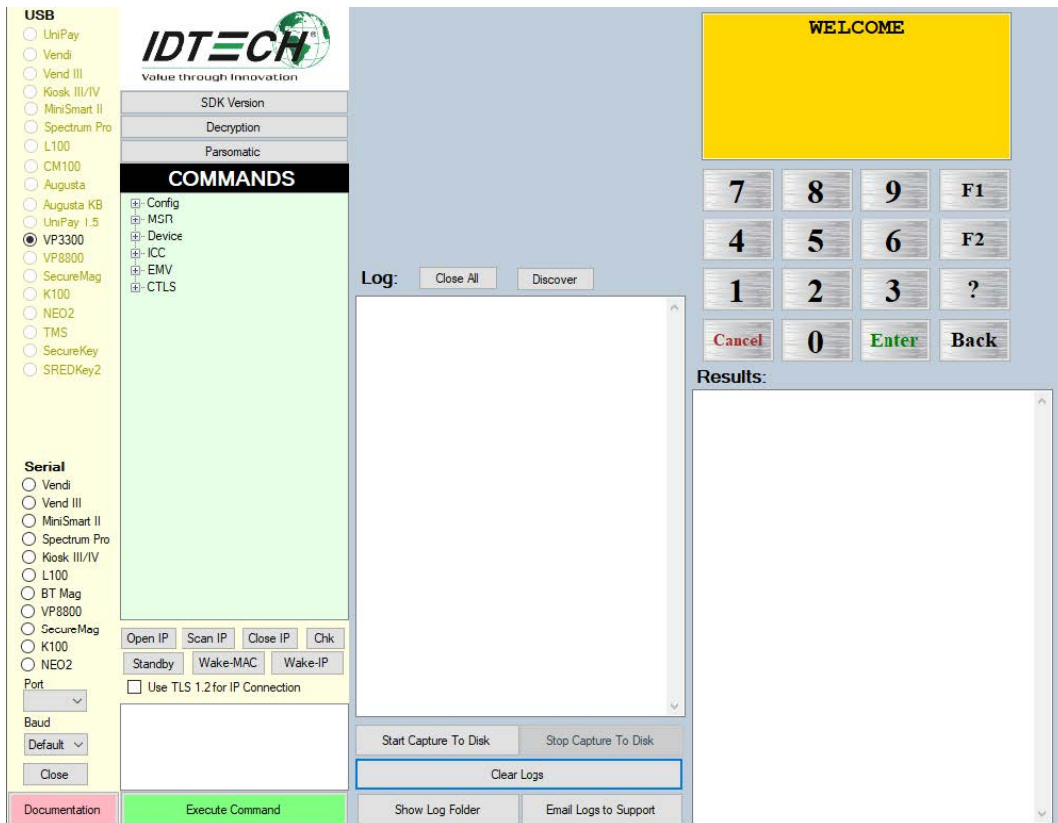 USB
UniPay
Vendi
Vend III
Kiosk III/IV
MiniSmart II
Spectrum Pro
L100
CM100
Augusta
Augusta KB
UniPay 1.5
VP3300
VP8800
SecureMag
K100
NEO2
TMS
SecureKey
SREDKey2
Serial
Vendi
Vend III
MiniSmart II
Spectrum Pro
Kiosk III/IV
L100
BT Mag
VP8800
SecureMag
K100
NEO2
Port
Baud
Default
Close
Documentation
IDTECH®
Value through Innovation
SDK Version
Decryption
Parsomatic
COMMANDS
Config
MSR
Device
ICC
EMV
CTLS
Open IP Scan IP Close IP Chk
Standby Wake-MAC Wake-IP
Use TLS 1.2 for IP Connection
Execute Command
Log: Close All Discover
Start Capture To Disk Stop Capture To Disk
Clear Logs
Show Log Folder Email Logs to Support
WELCOME
7 8 9 F1
4 5 6 F2
1 2 3 ?
Cancel 0 Enter Back
Results: